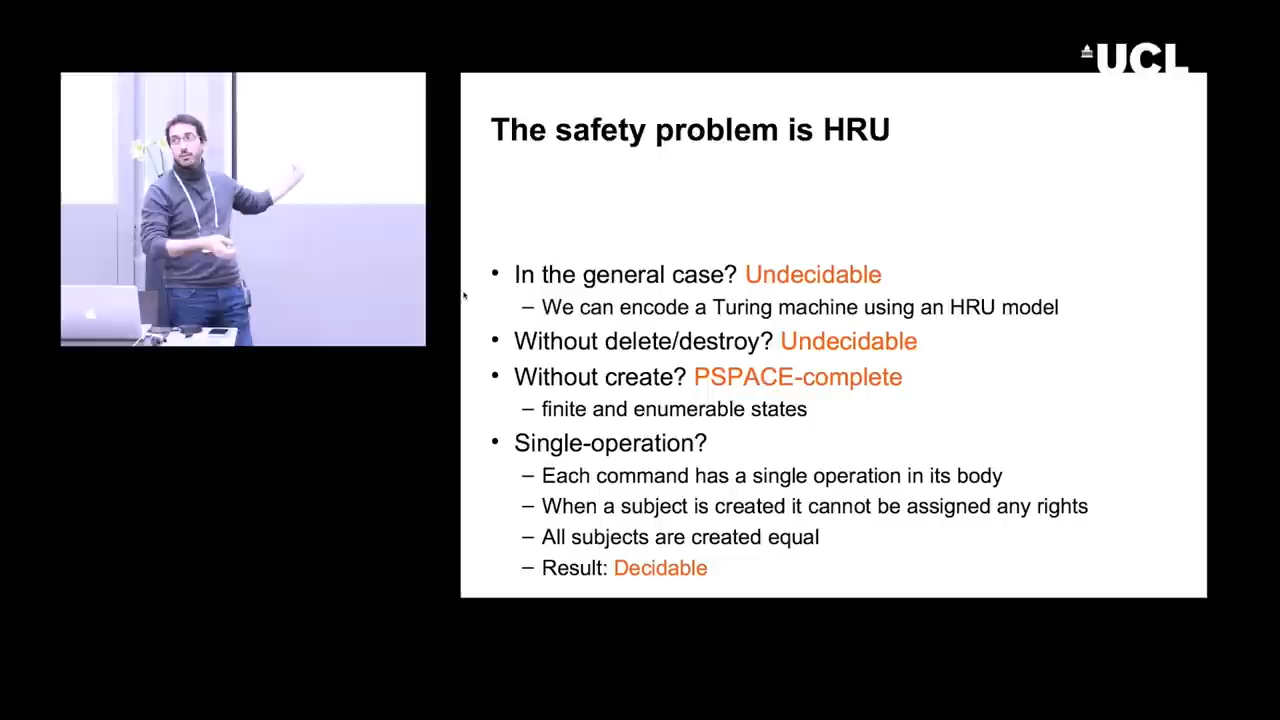 UCL
The safety problem is HRU
• In the general case? Undecidable
– We can encode a Turing machine using an HRU model
• Without delete/destroy? Undecidable
• Without create? PSPACE-complete
– finite and enumerable states
• Single-operation?
– Each command has a single operation in its body
– When a subject is created it cannot be assigned any rights
– All subjects are created equal
– Result: Decidable